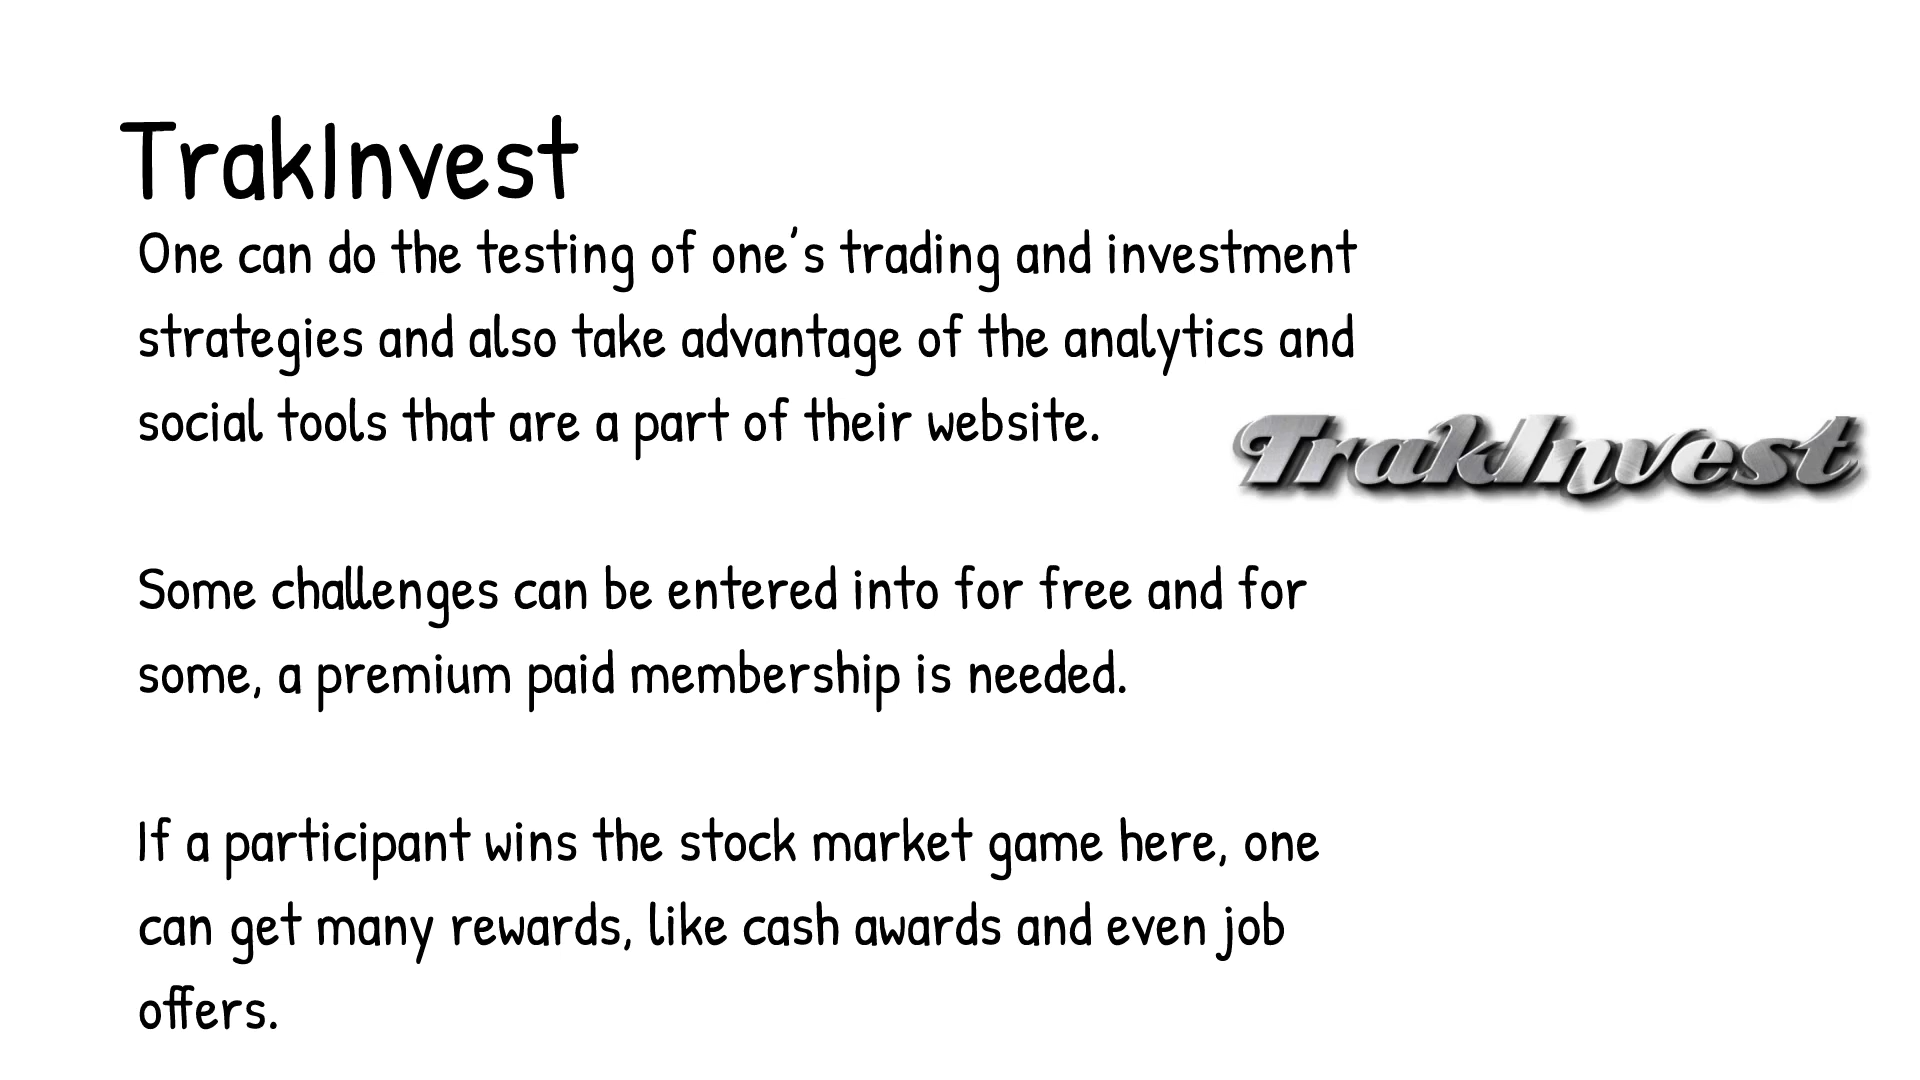 TrakInvest
One can do the testing of one's trading and investment
strategies and also take advantage of the analytics and
social tools that are a part of their website.
TrakInvest
Some challenges can be entered into for free and for
some, a premium paid membership is needed.
If a participant wins the stock market game here, one
can get many rewards, like cash awards and even job
offers.